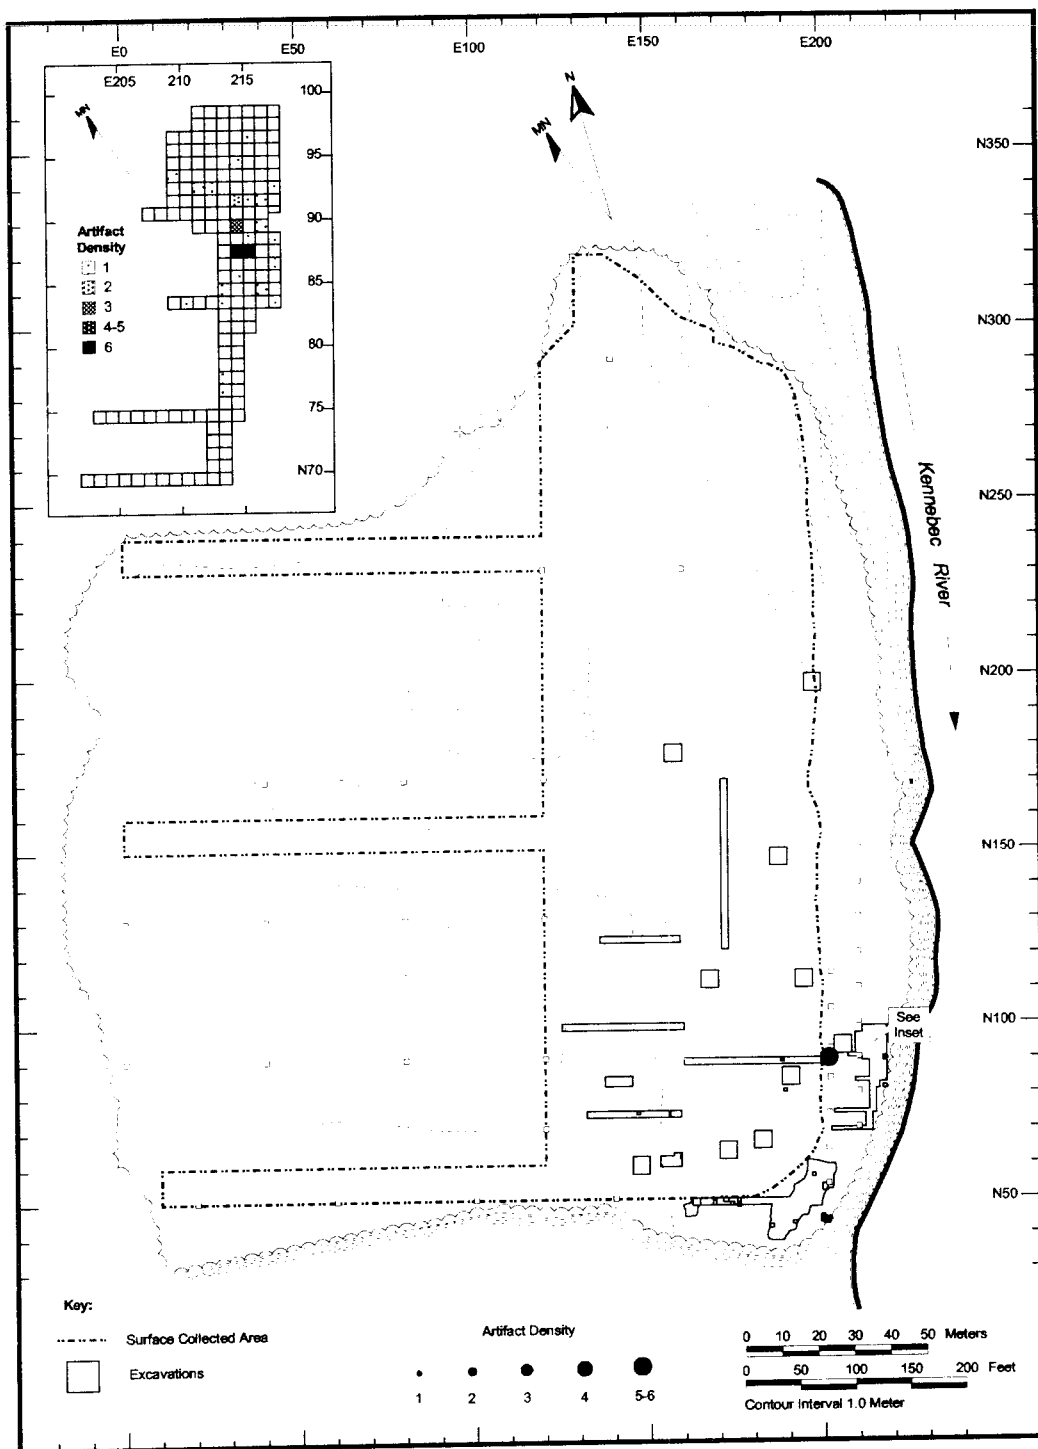 E0 E50 E100 E150 E200
E205 210 215
100
95
90
85
80
75
N70
MN
Artifact
Density
1
2
3
4-5
6
N
MN
N350
N300
N250
N200
N150
N100
N50
Kennebec River
See
Inset
Key:
Surface Collected Area
Excavations
Artifact Density
1 2 3 4 5-6
0 10 20 30 40 50 Meters
0 50 100 150 200 Feet
Contour Interval 1.0 Meter